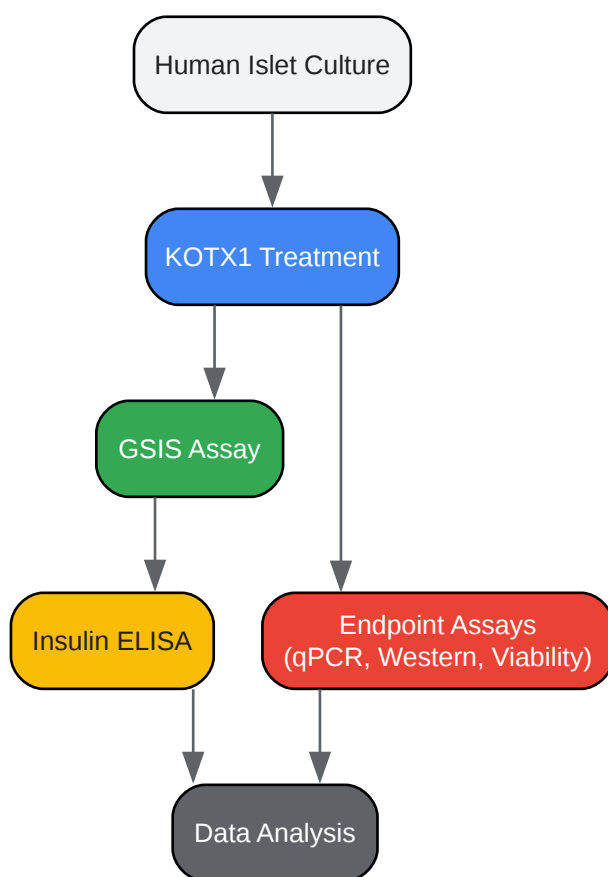 Human Islet Culture
KOTX1 Treatment
GSIS Assay
Insulin ELISA
Endpoint Assays
(qPCR, Western, Viability)
Data Analysis